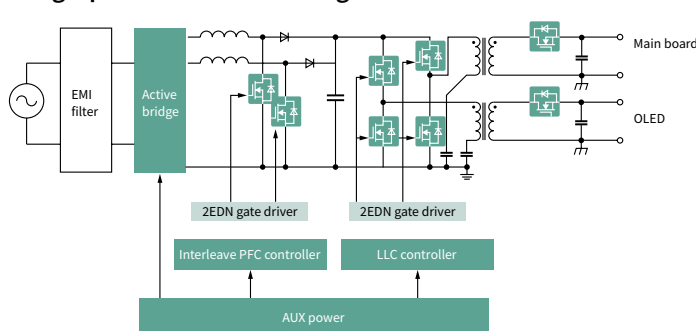 EMI
filter
Active
bridge
Main board
OLED
2EDN gate driver
2EDN gate driver
Interleave PFC controller
LLC controller
AUX power